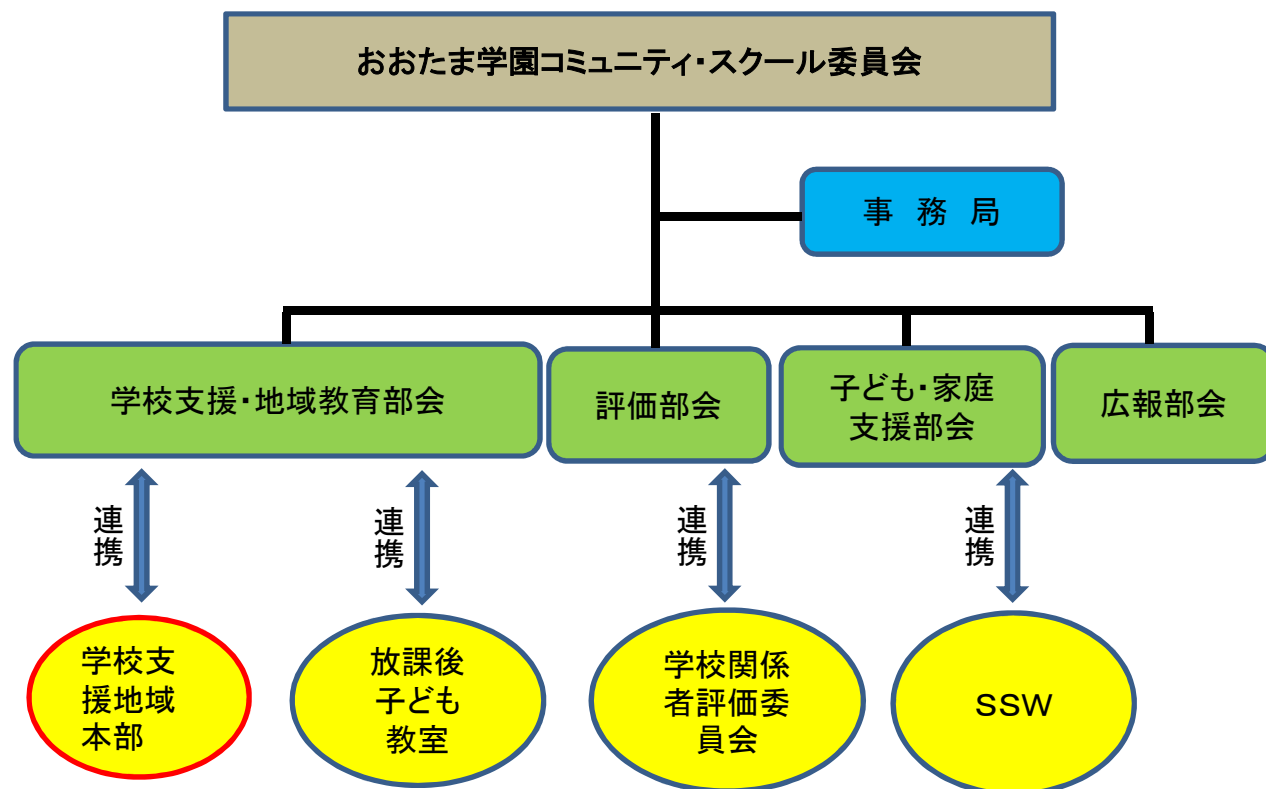 おおたま学園コミュニティ・スクール委員会
事　務　局
学校支援・地域教育部会
評価部会
子ども・家庭
支援部会
広報部会
連携
連携
連携
連携
学校支
援地域
本部
放課後
子ども
教室
学校関係
者評価委
員会
SSW